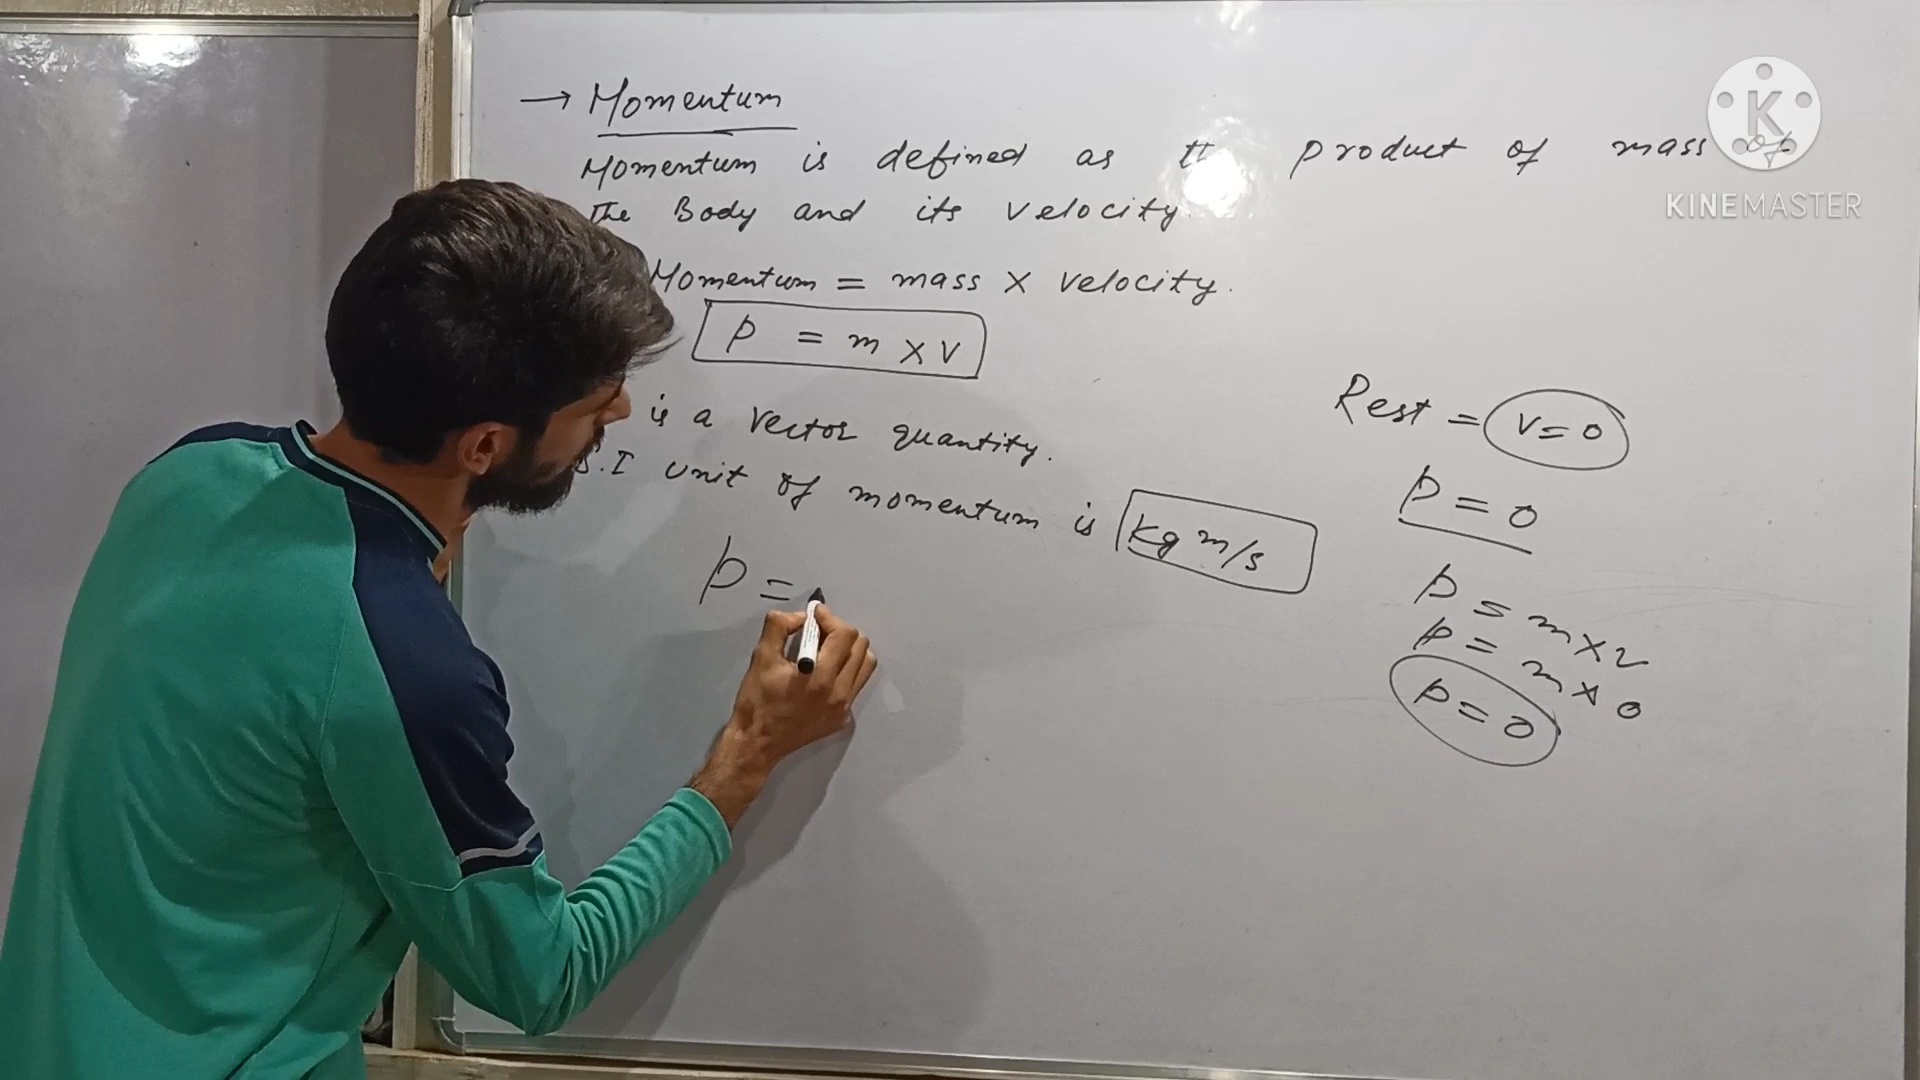 → Momentum
Momentum is defined as product of mass of
the Body and its velocity.
Momentum = mass × velocity.
p = m × v
is a vector quantity.
S.I unit of momentum is kg m/s
p =
Rest = v = 0
p = 0
p = m × v
p = m × 0
p = 0
K
KINEMASTER